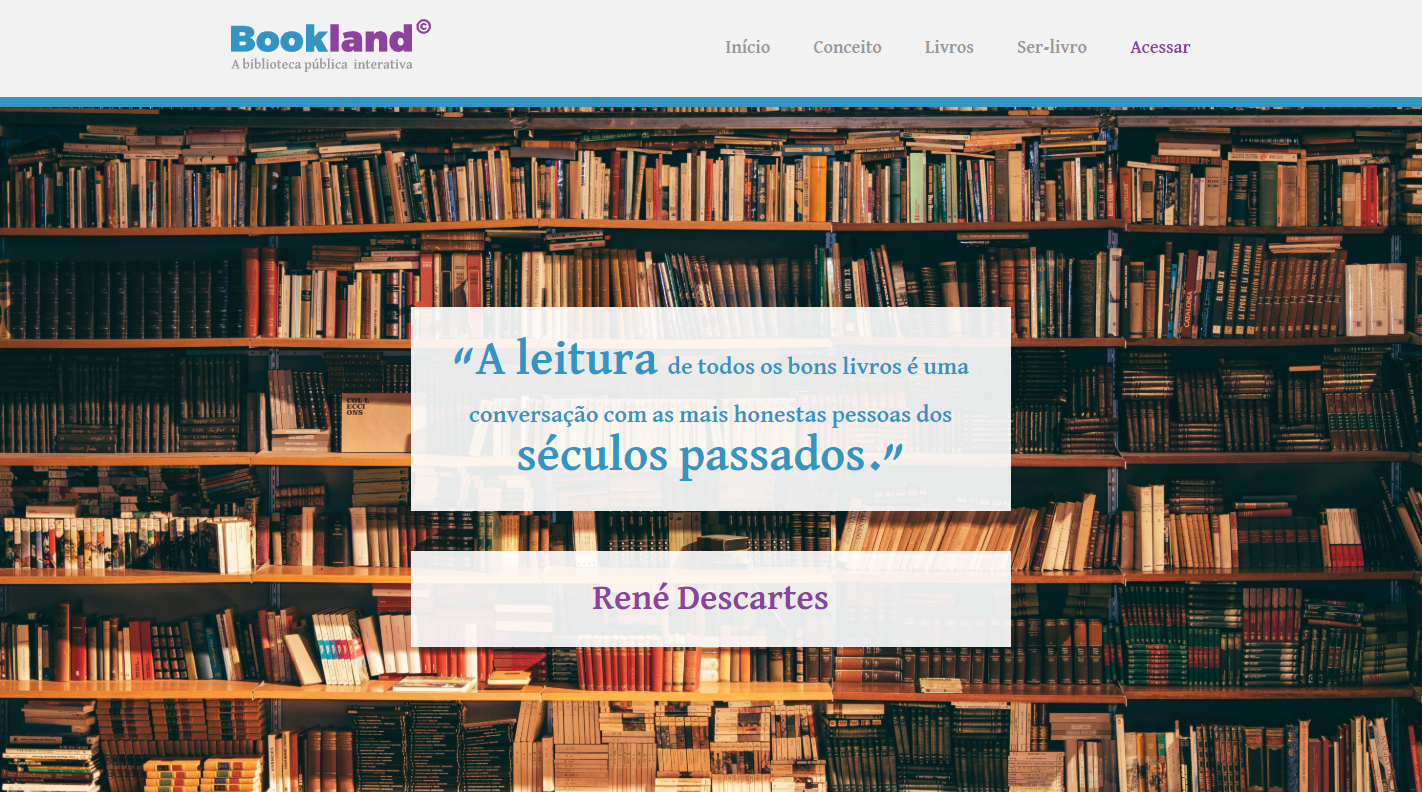 Bookland©
A biblioteca pública interativa
Início Conceito Livros Ser-livro Acessar
“A leitura de todos os bons livros é uma
conversação com as mais honestas pessoas dos
séculos passados.”
COL·L
ECCI
ONS
René Descartes